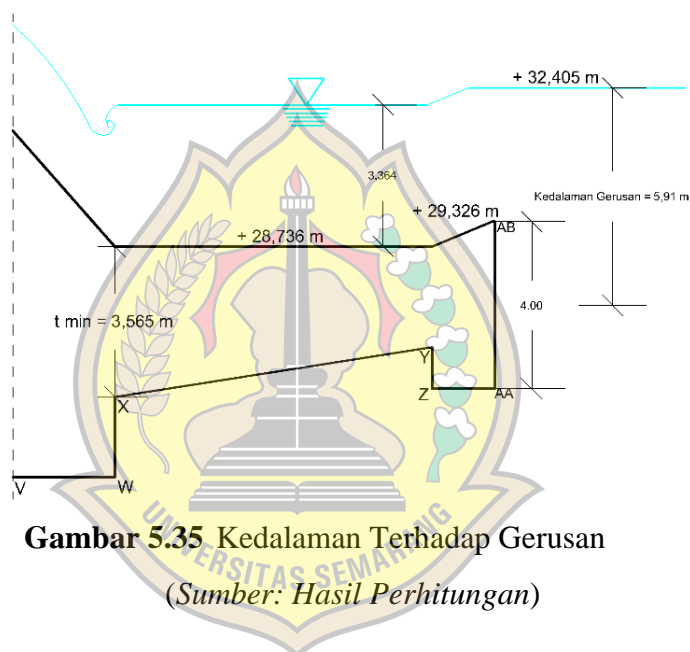 + 32,405 m
3,364
Kedalaman Gerusan = 5,91 m
+ 29,326 m
AB
+ 28,736 m
4.00
t min = 3,565 m
Y
X
Z
AA
V
W
Gambar 5.35 Kedalaman Terhadap Gerusan
(Sumber: Hasil Perhitungan)
UNIVERSITAS SEMARANG